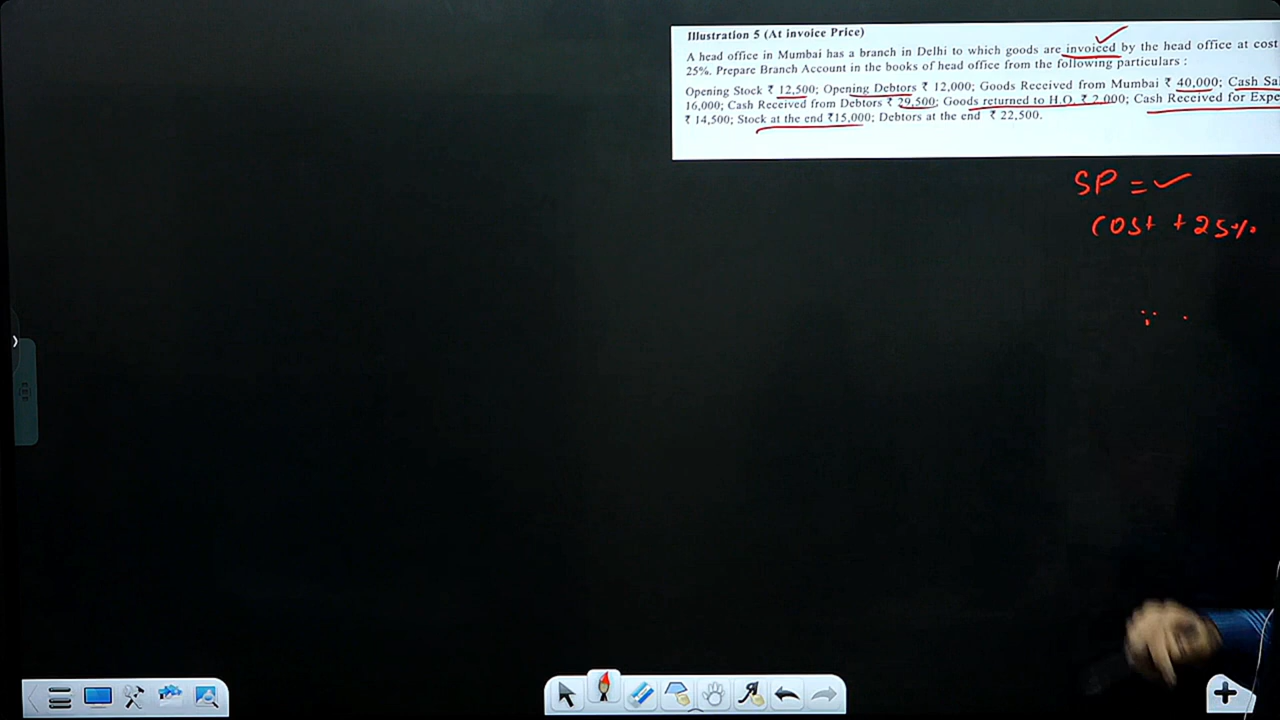 Illustration 5 (At invoice Price)
A head office in Mumbai has a branch in Delhi to which goods are invoiced by the head office at cost
25%. Prepare Branch Account in the books of head office from the following particulars :
Opening Stock ₹ 12,500; Opening Debtors ₹ 12,000; Goods Received from Mumbai ₹ 40,000; Cash Sa
16,000; Cash Received from Debtors ₹ 29,500; Goods returned to H.O. ₹ 2,000; Cash Received for Expe
₹ 14,500; Stock at the end ₹15,000; Debtors at the end ₹ 22,500.
SP = ✓
Cost + 25%